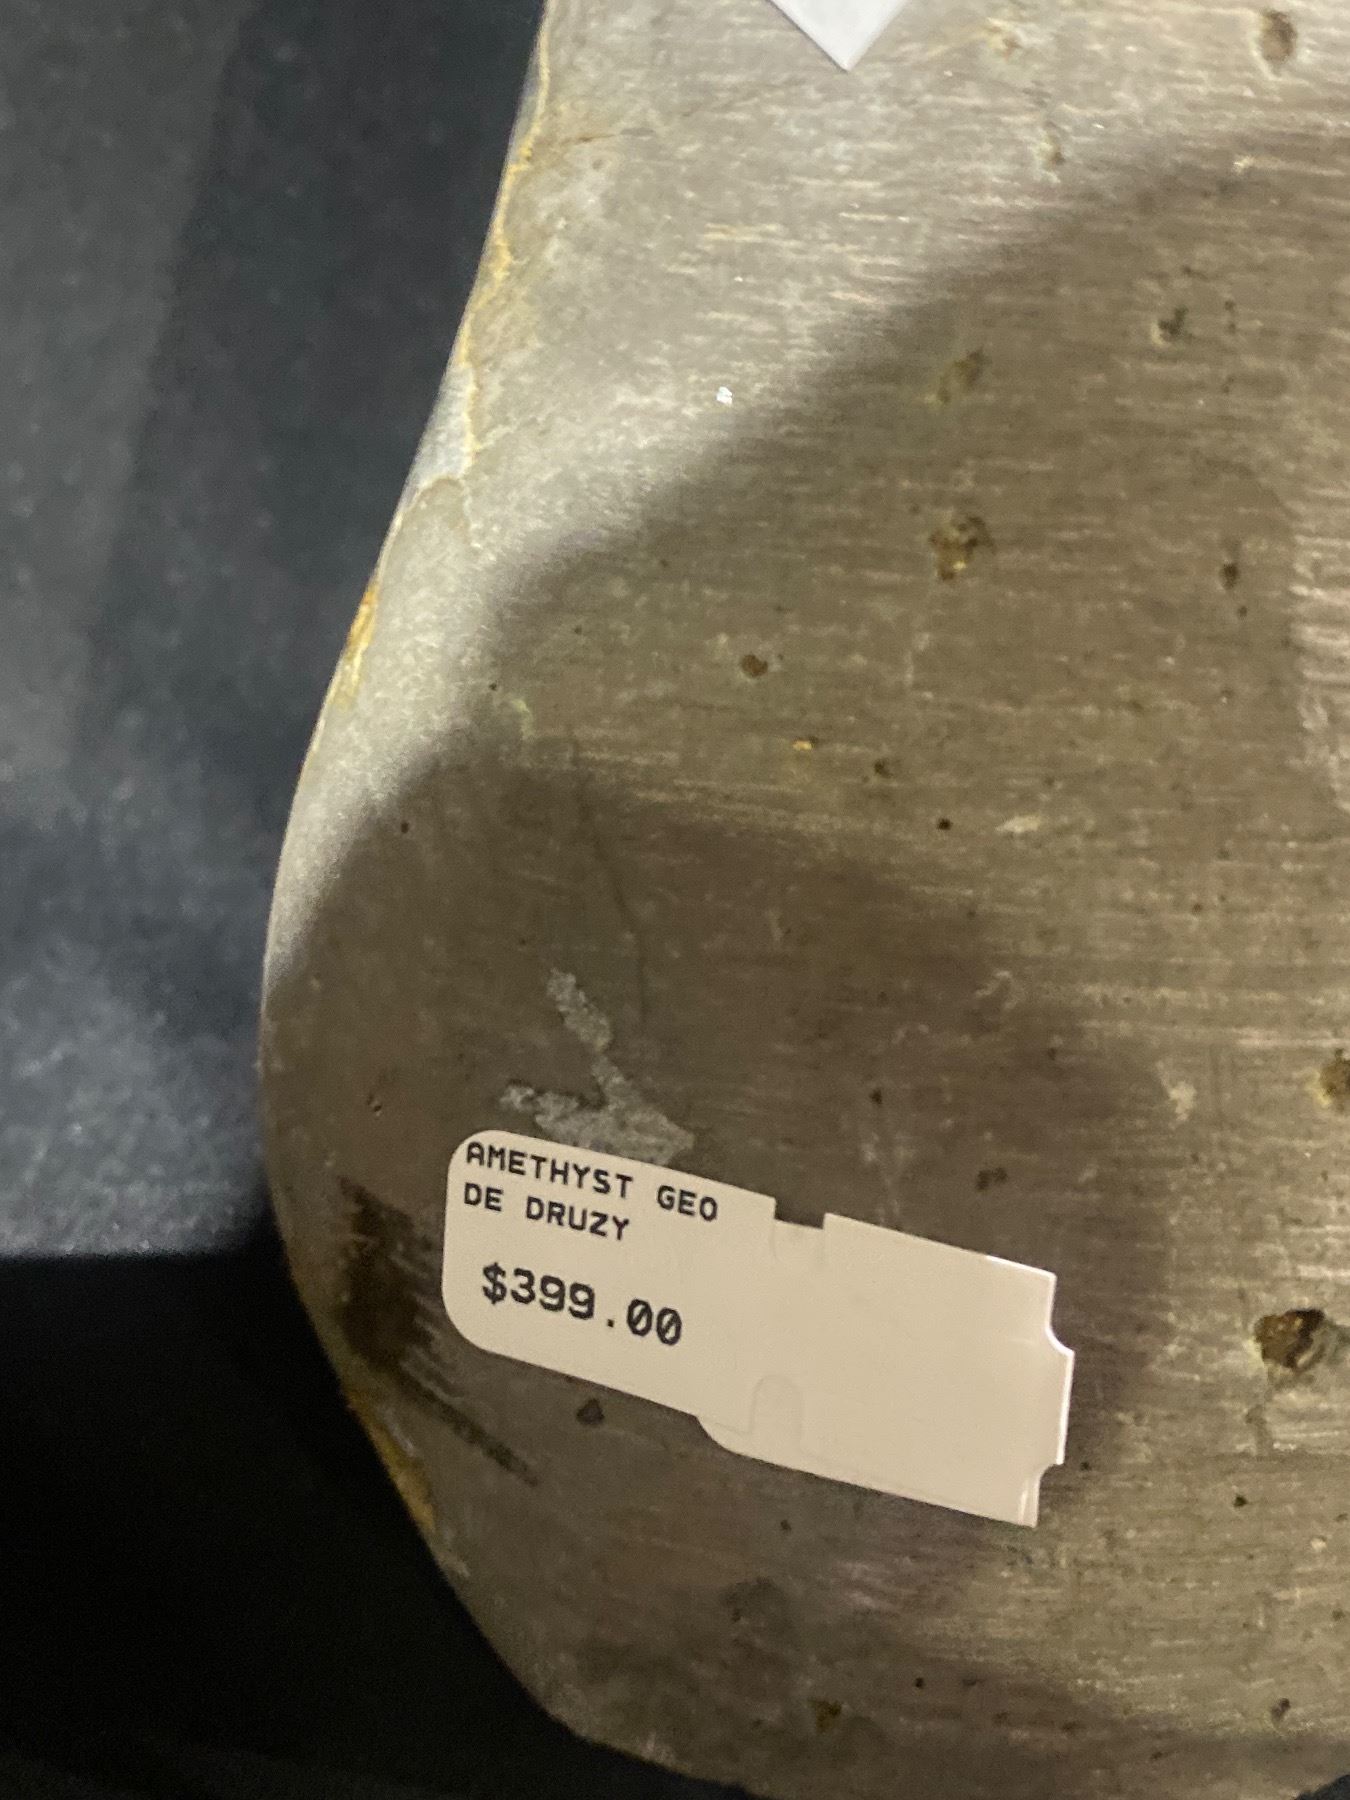 AMETHYST GEO
DE DRUZY
$399.00